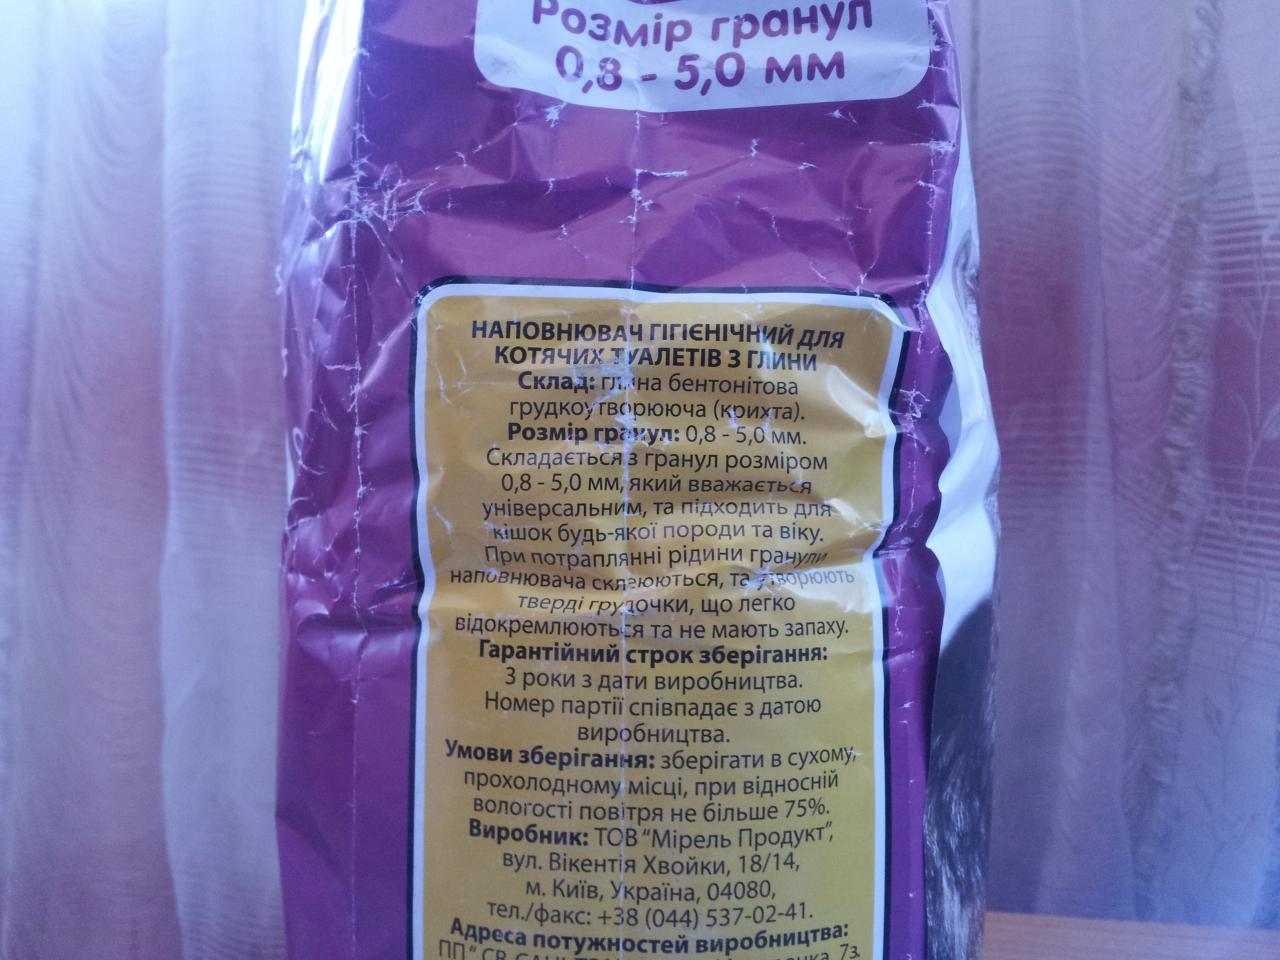 Розмір гранул
0,8 - 5,0 мм
НАПОВНЮВАЧ ГІГІЄНІЧНИЙ ДЛЯ
КОТЯЧИХ ТУАЛЕТІВ З ГЛИНИ
Склад: глина бентонітова
грудкоутворююча (крихта).
Розмір гранул: 0,8 - 5,0 мм.
Складається з гранул розміром
0,8 - 5,0 мм, який вважається
універсальним, та підходить для
кішок будь-якої породи та віку.
При потраплянні рідини гранули
наповнювача склеюються, та утворюють
тверді грудочки, що легко
відокремлюються та не мають запаху.
Гарантійний строк зберігання:
3 роки з дати виробництва.
Номер партії співпадає з датою
виробництва.
Умови зберігання: зберігати в сухому,
прохолодному місці, при відносній
вологості повітря не більше 75%.
Виробник: ТОВ "Мірель Продукт",
вул. Вікентія Хвойки, 18/14,
м. Київ, Україна, 04080,
тел./факс: +38 (044) 537-02-41.
Адреса потужностей виробництва:
ПП "СВ